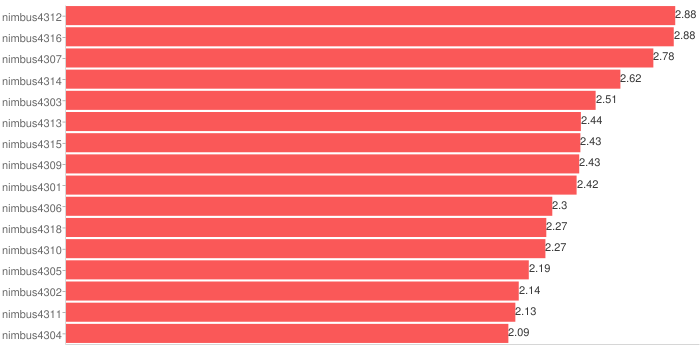 nimbus4312 2.88
nimbus4316 2.88
nimbus4307 2.78
nimbus4314 2.62
nimbus4303 2.51
nimbus4313 2.44
nimbus4315 2.43
nimbus4309 2.43
nimbus4301 2.42
nimbus4306 2.3
nimbus4318 2.27
nimbus4310 2.27
nimbus4305 2.19
nimbus4302 2.14
nimbus4311 2.13
nimbus4304 2.09